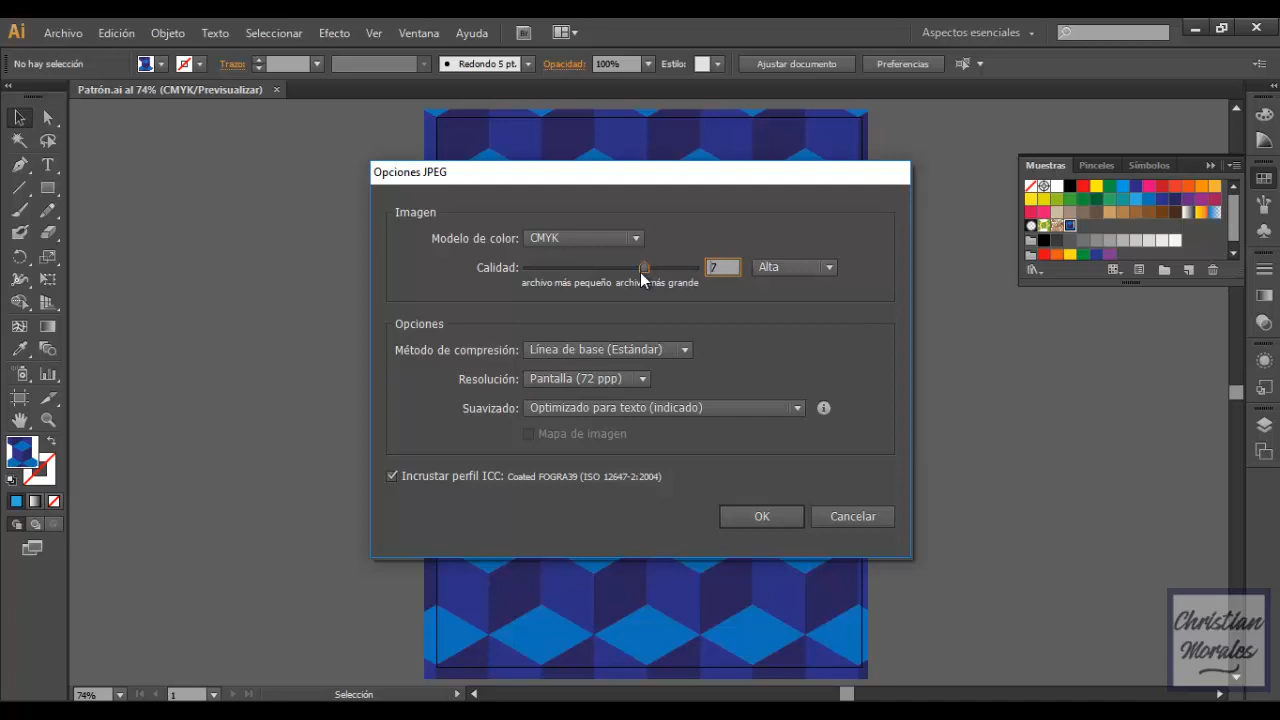 Ai Archivo Edición Objeto Texto Seleccionar Efecto Ver Ventana Ayuda Br Aspectos esenciales
No hay selección Trazo: Redondo 5 pt. Opacidad: 100% Estilo: Ajustar documento Preferencias
Patrón.ai al 74% (CMYK/Previsualizar) ×
Muestras Pinceles Símbolos
Opciones JPEG
Imagen
Modelo de color: CMYK
Calidad: 7 Alta
archivo más pequeño archivo más grande
Opciones
Método de compresión: Línea de base (Estándar)
Resolución: Pantalla (72 ppp)
Suavizado: Optimizado para texto (indicado)
Mapa de imagen
Incrustar perfil ICC: Coated FOGRA39 (ISO 12647-2:2004)
OK Cancelar
Christian
Morales
74% 1 Selección